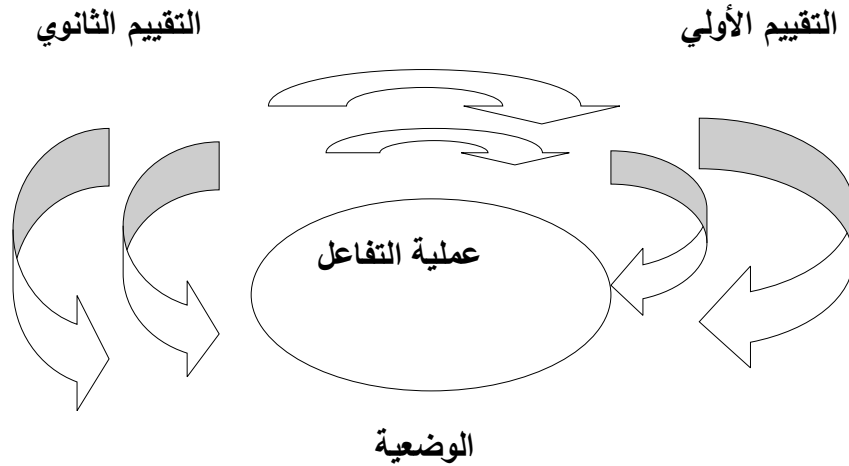 التقييم الأولي
التقييم الثانوي
عملية التفاعل
الوضعية